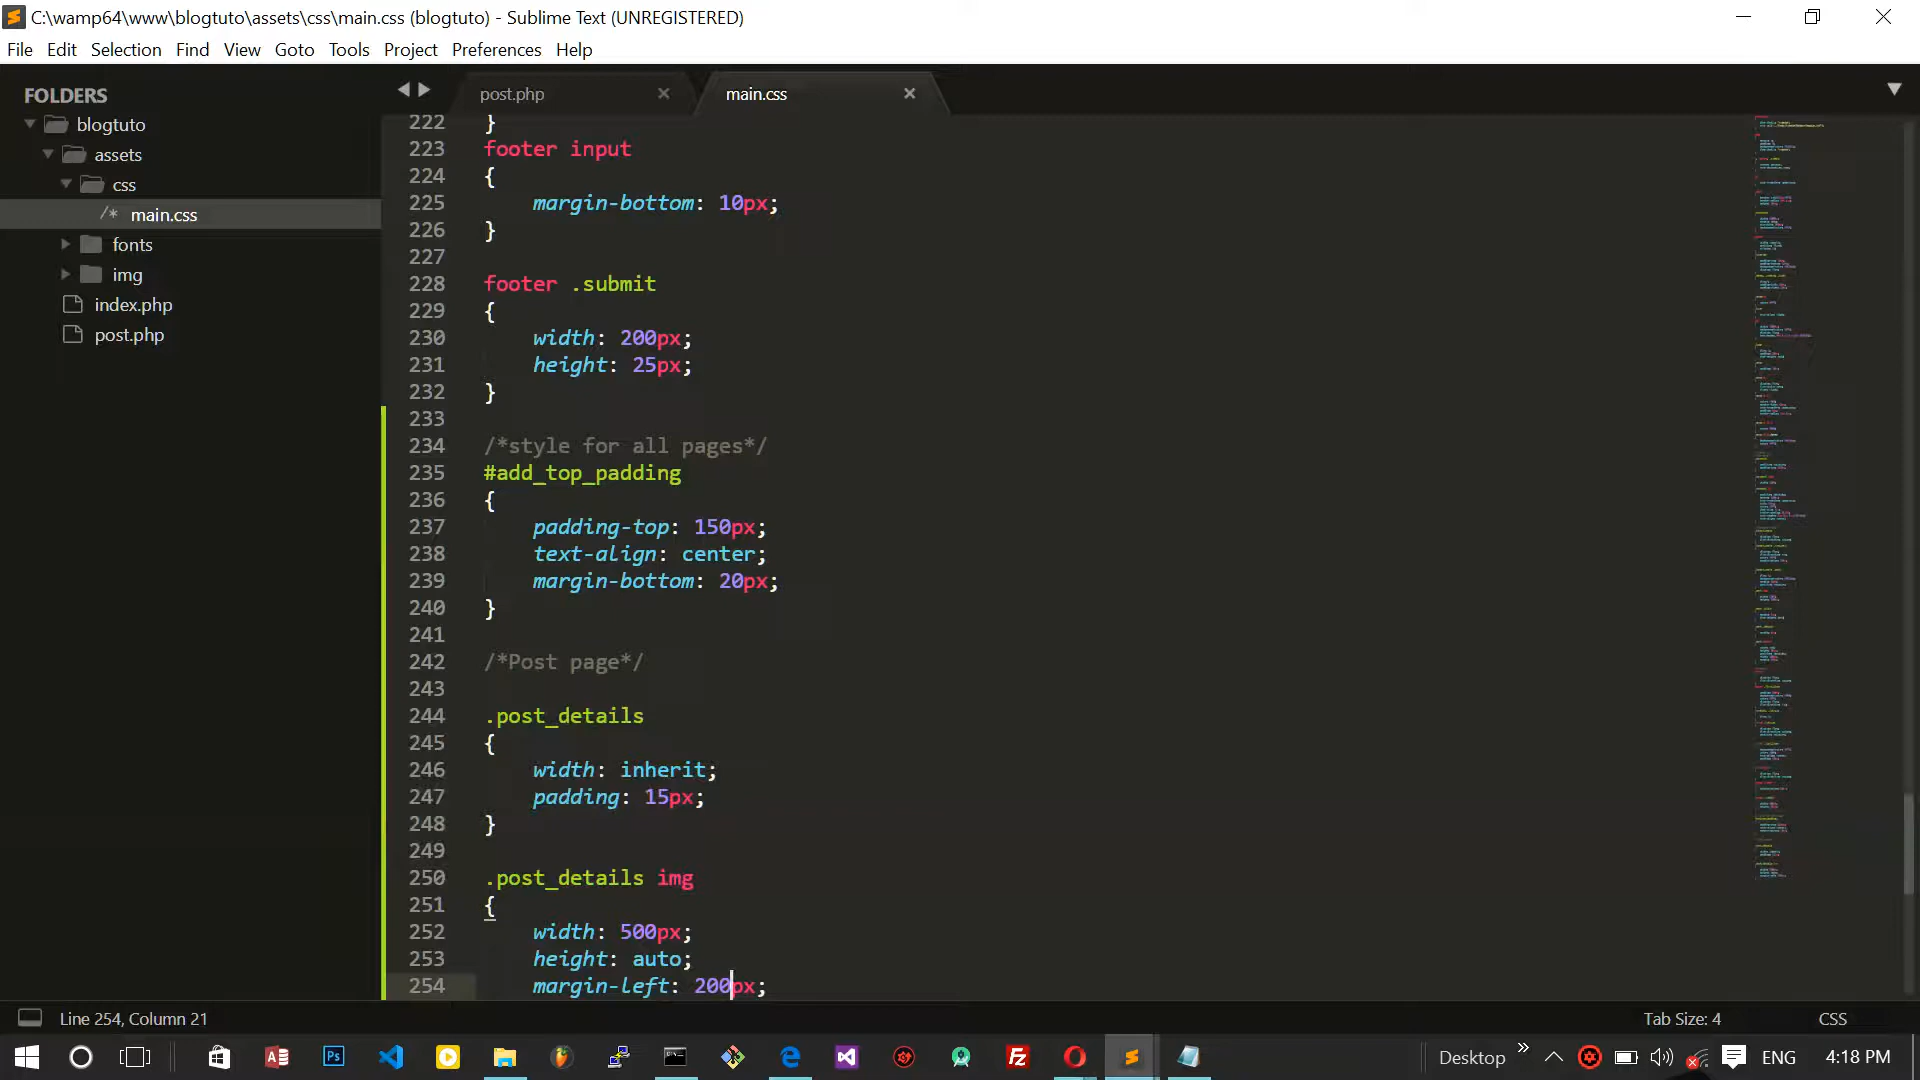 C:\wamp64\www\blogtuto\assets\css\main.css (blogtuto) - Sublime Text (UNREGISTERED)
File Edit Selection Find View Goto Tools Project Preferences Help
FOLDERS
blogtuto
assets
css
/* main.css
fonts
img
index.php
post.php
post.php main.css
222 }
223 footer input
224 {
225 margin-bottom: 10px;
226 }
227
228 footer .submit
229 {
230 width: 200px;
231 height: 25px;
232 }
233
234 /*style for all pages*/
235 #add_top_padding
236 {
237 padding-top: 150px;
238 text-align: center;
239 margin-bottom: 20px;
240 }
241
242 /*Post page*/
243
244 .post_details
245 {
246 width: inherit;
247 padding: 15px;
248 }
249
250 .post_details img
251 {
252 width: 500px;
253 height: auto;
254 margin-left: 200px;
Line 254, Column 21 Tab Size: 4 CSS
Desktop ENG 4:18 PM